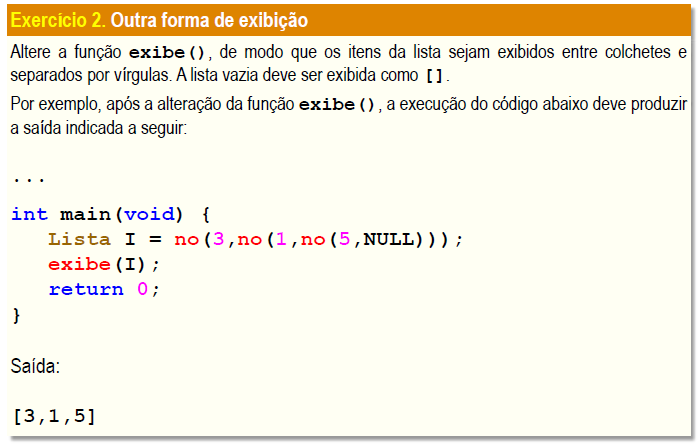 Exercício 2. Outra forma de exibição
Altere a função exibe(), de modo que os itens da lista sejam exibidos entre colchetes e
separados por vírgulas. A lista vazia deve ser exibida como [].
Por exemplo, após a alteração da função exibe(), a execução do código abaixo deve produzir
a saída indicada a seguir:
...
int main(void) {
   Lista I = no(3,no(1,no(5,NULL)));
   exibe(I);
   return 0;
}
Saída:
[3,1,5]